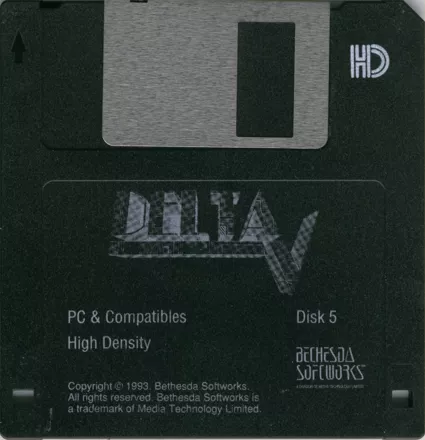 HD
DELTA V
PC & Compatibles
Disk 5
High Density
BETHESDA
SOFTWORKS
Copyright © 1993. Bethesda Softworks.
All rights reserved. Bethesda Softworks is
a trademark of Media Technology Limited.